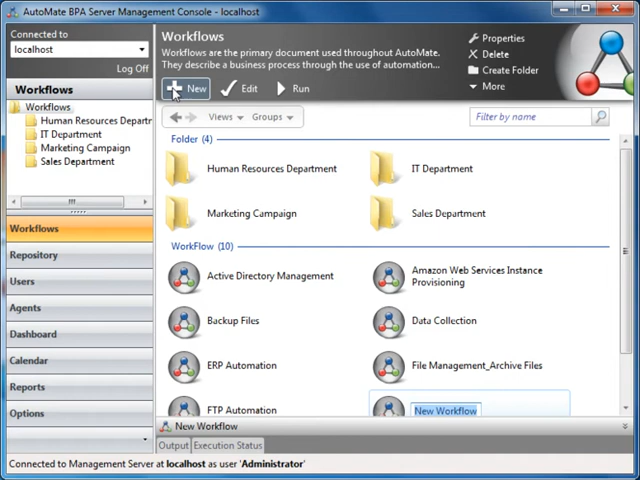 AutoMate BPA Server Management Console - localhost
Connected to
localhost
Log Off
Workflows
Workflows are the primary document used throughout AutoMate.
They describe a business process through the use of automation...
New
Edit
Run
Properties
Delete
Create Folder
More
Workflows
Workflows
Human Resources Departr
IT Department
Marketing Campaign
Sales Department
Workflows
Repository
Users
Agents
Dashboard
Calendar
Reports
Options
Views
Groups
Filter by name
Folder (4)
Human Resources Department
IT Department
Marketing Campaign
Sales Department
WorkFlow (10)
Active Directory Management
Amazon Web Services Instance
Provisioning
Backup Files
Data Collection
ERP Automation
File Management_Archive Files
FTP Automation
New Workflow
New Workflow
Output
Execution Status
Connected to Management Server at localhost as user 'Administrator'